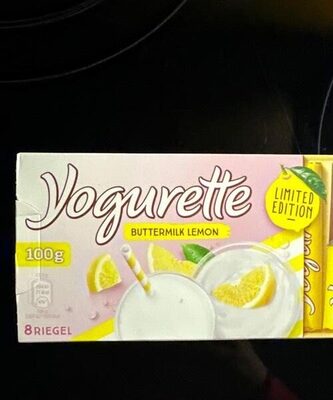 Yogurette
BUTTERMILK LEMON
LIMITED
EDITION
100g
8 RIEGEL